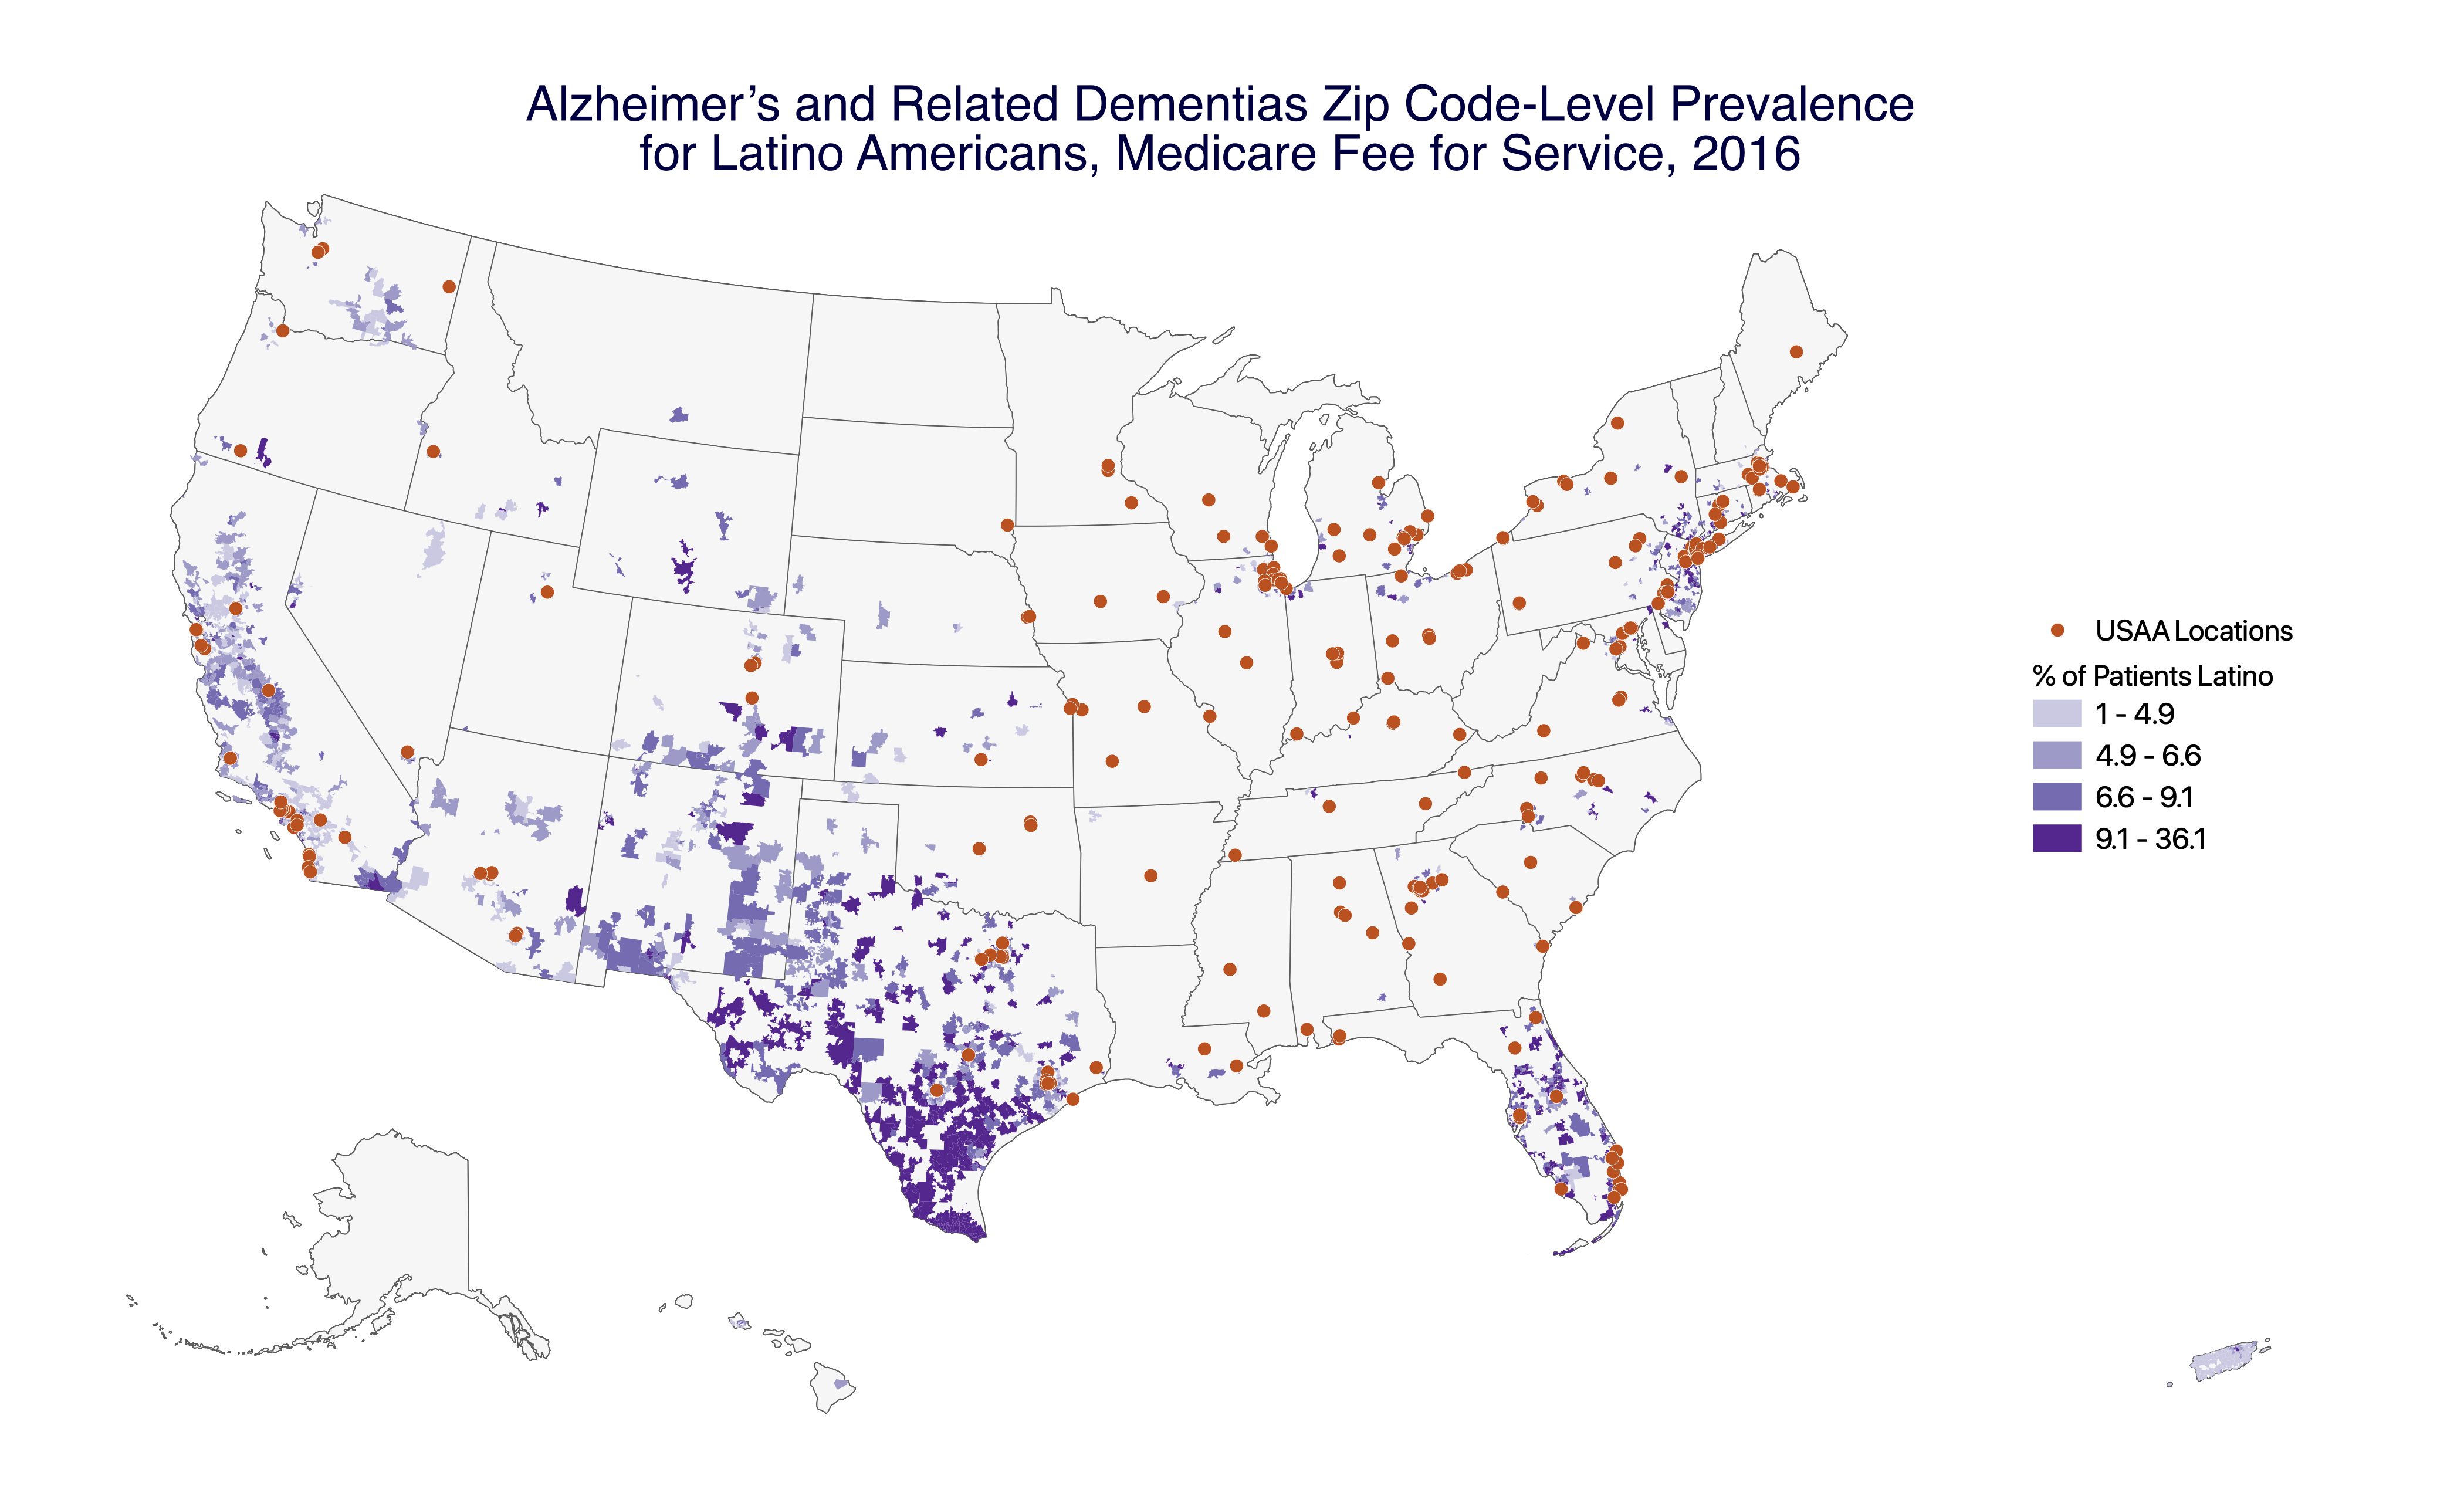 Alzheimer’s and Related Dementias Zip Code-Level Prevalence
for Latino Americans, Medicare Fee for Service, 2016
USAA Locations
% of Patients Latino
1 - 4.9
4.9 - 6.6
6.6 - 9.1
9.1 - 36.1